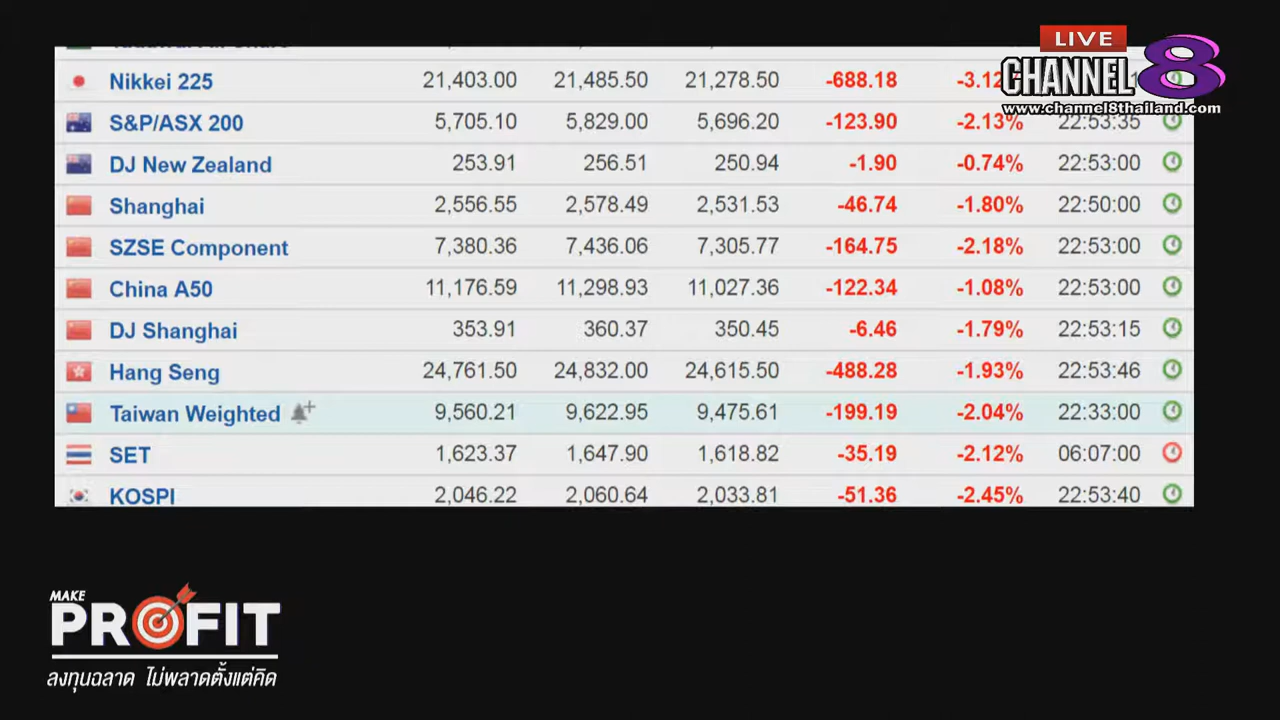 LIVE
CHANNEL 8
www.channel8thailand.com
Nikkei 225 21,403.00 21,485.50 21,278.50 -688.18
S&P/ASX 200 5,705.10 5,829.00 5,696.20 -123.90 -2.13% 22:53:35
DJ New Zealand 253.91 256.51 250.94 -1.90 -0.74% 22:53:00
Shanghai 2,556.55 2,578.49 2,531.53 -46.74 -1.80% 22:50:00
SZSE Component 7,380.36 7,436.06 7,305.77 -164.75 -2.18% 22:53:00
China A50 11,176.59 11,298.93 11,027.36 -122.34 -1.08% 22:53:00
DJ Shanghai 353.91 360.37 350.45 -6.46 -1.79% 22:53:15
Hang Seng 24,761.50 24,832.00 24,615.50 -488.28 -1.93% 22:53:46
Taiwan Weighted 9,560.21 9,622.95 9,475.61 -199.19 -2.04% 22:33:00
SET 1,623.37 1,647.90 1,618.82 -35.19 -2.12% 06:07:00
KOSPI 2,046.22 2,060.64 2,033.81 -51.36 -2.45% 22:53:40
MAKE
PROFIT
ลงทุนฉลาด ไม่พลาดตั้งแต่คิด